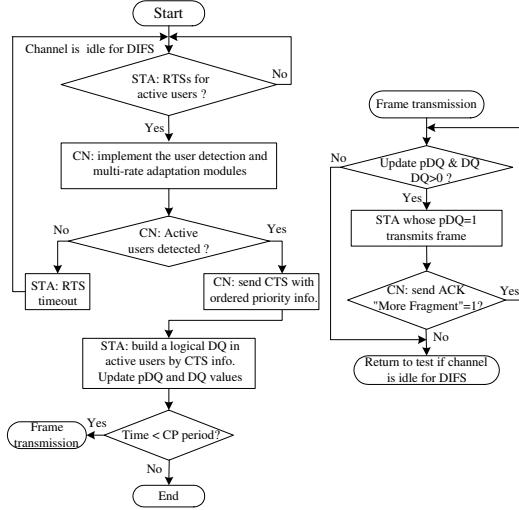 Start
Channel is idle for DIFS
STA: RTSs for
active users ?
No
Yes
CN: implement the user detection and
multi-rate adaptation modules
No
CN: Active
users detected ?
Yes
STA: RTS
timeout
CN: send CTS with
ordered priority info.
STA: build a logical DQ in
active users by CTS info.
Update pDQ and DQ values
Frame
transmission
Yes
Time < CP period?
No
End
Frame transmission
No
Update pDQ & DQ
DQ>0 ?
Yes
STA whose pDQ=1
transmits frame
CN: send ACK
"More Fragment"=1?
Yes
No
Return to test if channel
is idle for DIFS